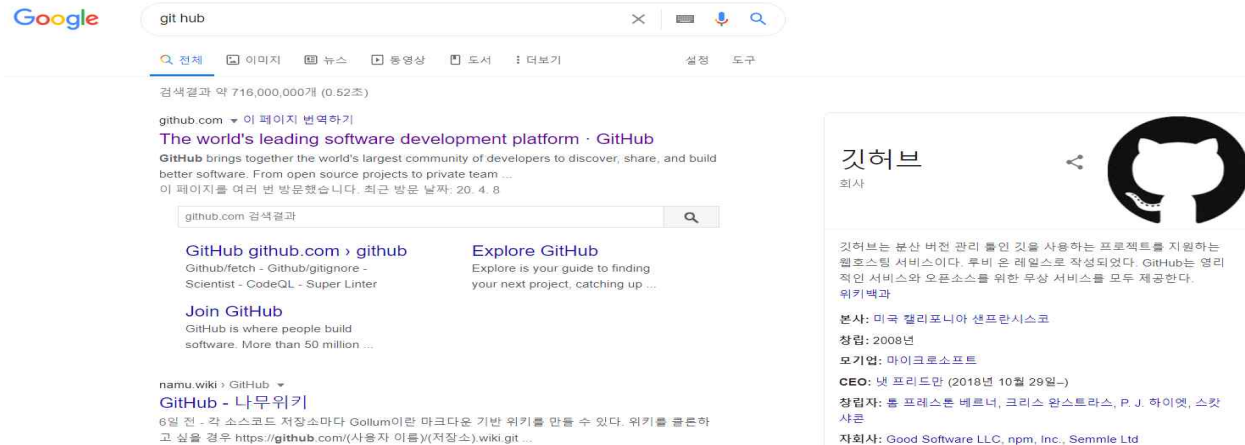 Google
git hub
전체 이미지 뉴스 동영상 도서 더보기 설정 도구
검색결과 약 716,000,000개 (0.52초)
github.com 이 페이지 번역하기
The world's leading software development platform · GitHub
GitHub brings together the world's largest community of developers to discover, share, and build
better software. From open source projects to private team ...
이 페이지를 여러 번 방문했습니다. 최근 방문 날짜: 20. 4. 8
github.com 검색결과
GitHub github.com › github
Github/fetch - Github/gitignore -
Scientist - CodeQL - Super Linter
Explore GitHub
Explore is your guide to finding
your next project, catching up ...
Join GitHub
GitHub is where people build
software. More than 50 million ...
namu.wiki › GitHub
GitHub - 나무위키
6일 전 - 각 소스코드 저장소마다 Gollum이란 마크다운 기반 위키를 만들 수 있다. 위키를 클론하
고 싶을 경우 https://github.com/(사용자 이름)/(저장소).wiki.git ...
깃허브
회사
깃허브는 분산 버전 관리 툴인 깃을 사용하는 프로젝트를 지원하는
웹호스팅 서비스이다. 루비 온 레일스로 작성되었다. GitHub는 영리
적인 서비스와 오픈소스를 위한 무상 서비스를 모두 제공한다.
위키백과
본사: 미국 캘리포니아 샌프란시스코
창립: 2008년
모기업: 마이크로소프트
CEO: 냇 프리드만 (2018년 10월 29일–)
창립자: 톰 프레스톤 베르너, 크리스 완스트라스, P. J. 하이엣, 스캇
샤콘
자회사: Good Software LLC, npm, Inc., Semmle Ltd